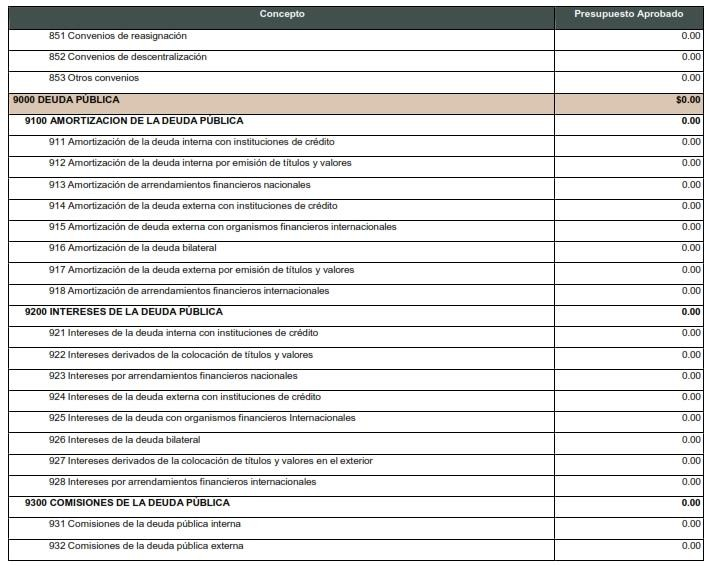 Concepto Presupuesto Aprobado
851 Convenios de reasignación 0.00
852 Convenios de descentralización 0.00
853 Otros convenios 0.00
9000 DEUDA PÚBLICA $0.00
9100 AMORTIZACION DE LA DEUDA PÚBLICA 0.00
911 Amortización de la deuda interna con instituciones de crédito 0.00
912 Amortización de la deuda interna por emisión de títulos y valores 0.00
913 Amortización de arrendamientos financieros nacionales 0.00
914 Amortización de la deuda externa con instituciones de crédito 0.00
915 Amortización de deuda externa con organismos financieros internacionales 0.00
916 Amortización de la deuda bilateral 0.00
917 Amortización de la deuda externa por emisión de títulos y valores 0.00
918 Amortización de arrendamientos financieros internacionales 0.00
9200 INTERESES DE LA DEUDA PÚBLICA 0.00
921 Intereses de la deuda interna con instituciones de crédito 0.00
922 Intereses derivados de la colocación de títulos y valores 0.00
923 Intereses por arrendamientos financieros nacionales 0.00
924 Intereses de la deuda externa con instituciones de crédito 0.00
925 Intereses de la deuda con organismos financieros Internacionales 0.00
926 Intereses de la deuda bilateral 0.00
927 Intereses derivados de la colocación de títulos y valores en el exterior 0.00
928 Intereses por arrendamientos financieros internacionales 0.00
9300 COMISIONES DE LA DEUDA PÚBLICA 0.00
931 Comisiones de la deuda pública interna 0.00
932 Comisiones de la deuda pública externa 0.00